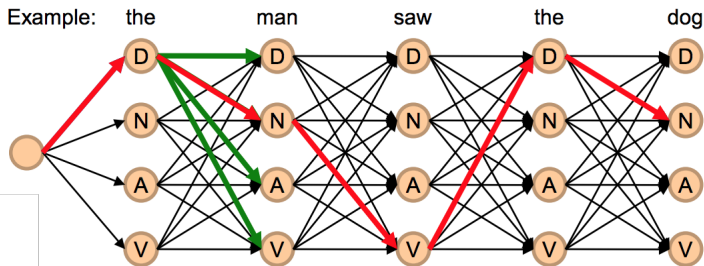 Example: the man saw the dog
D D D D D
N N N N N
A A A A A
V V V V V